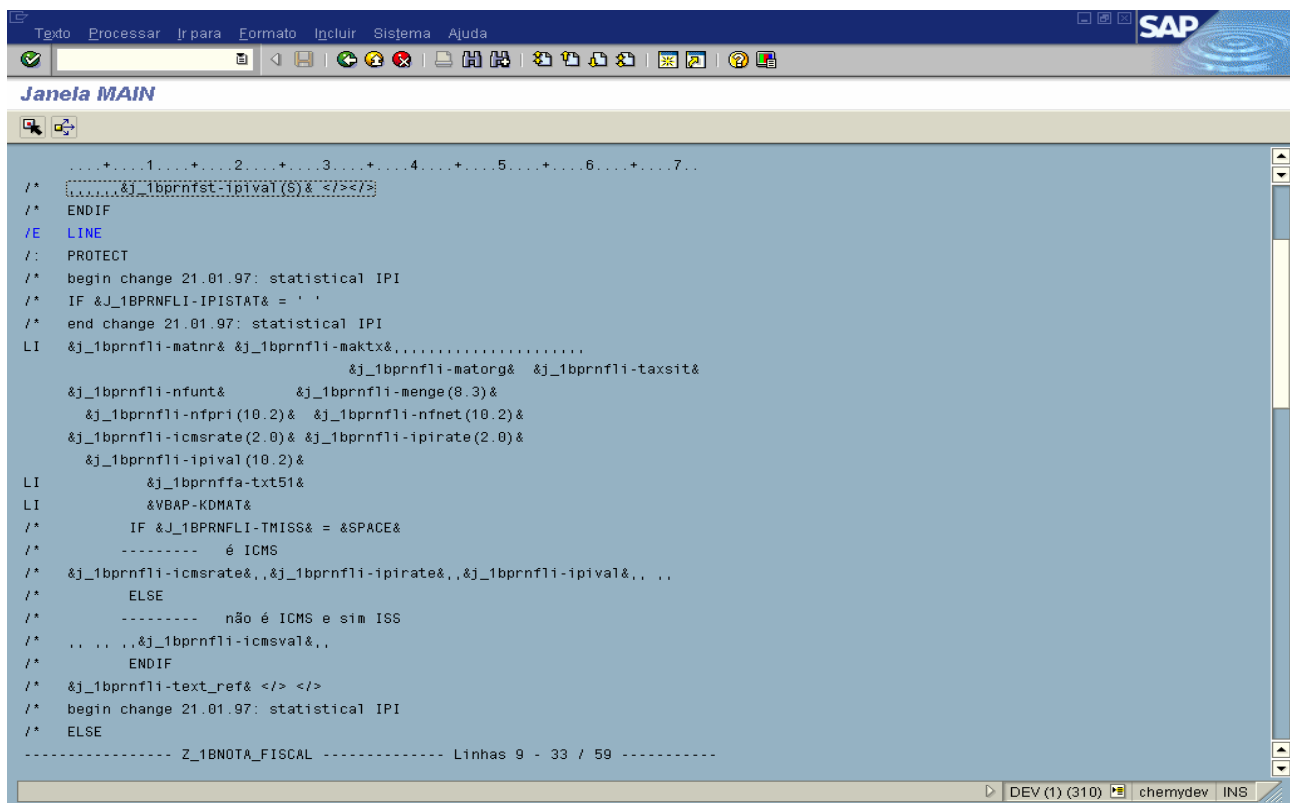 Texto Processar Ir para Formato Incluir Sistema Ajuda
SAP
Janela MAIN
....+....1....+....2....+....3....+....4....+....5....+....6....+....7..
/* ,,,,,,&j_1bprnfst-ipival(S)& </></>
/* ENDIF
/E LINE
/: PROTECT
/* begin change 21.01.97: statistical IPI
/* IF &J_1BPRNFLI-IPISTAT& = ' '
/* end change 21.01.97: statistical IPI
LI &j_1bprnfli-matnr& &j_1bprnfli-maktx&,,,,,,,,,,,,,,,,,,,,,,
&j_1bprnfli-matorg& &j_1bprnfli-taxsit&
&j_1bprnfli-nfunt& &j_1bprnfli-menge(8.3)&
&j_1bprnfli-nfpri(10.2)& &j_1bprnfli-nfnet(10.2)&
&j_1bprnfli-icmsrate(2.0)& &j_1bprnfli-ipirate(2.0)&
&j_1bprnfli-ipival(10.2)&
LI &j_1bprnffa-txt51&
LI &VBAP-KDMAT&
/* IF &J_1BPRNFLI-TMISS& = &SPACE&
/* --------- é ICMS
/* &j_1bprnfli-icmsrate&,,&j_1bprnfli-ipirate&,,&j_1bprnfli-ipival&,, ,,
/* ELSE
/* --------- não é ICMS e sim ISS
/* ,, ,, ,,&j_1bprnfli-icmsval&,,
/* ENDIF
/* &j_1bprnfli-text_ref& </> </>
/* begin change 21.01.97: statistical IPI
/* ELSE
----------------- Z_1BNOTA_FISCAL -------------- Linhas 9 - 33 / 59 -----------
DEV (1) (310) chemydev INS